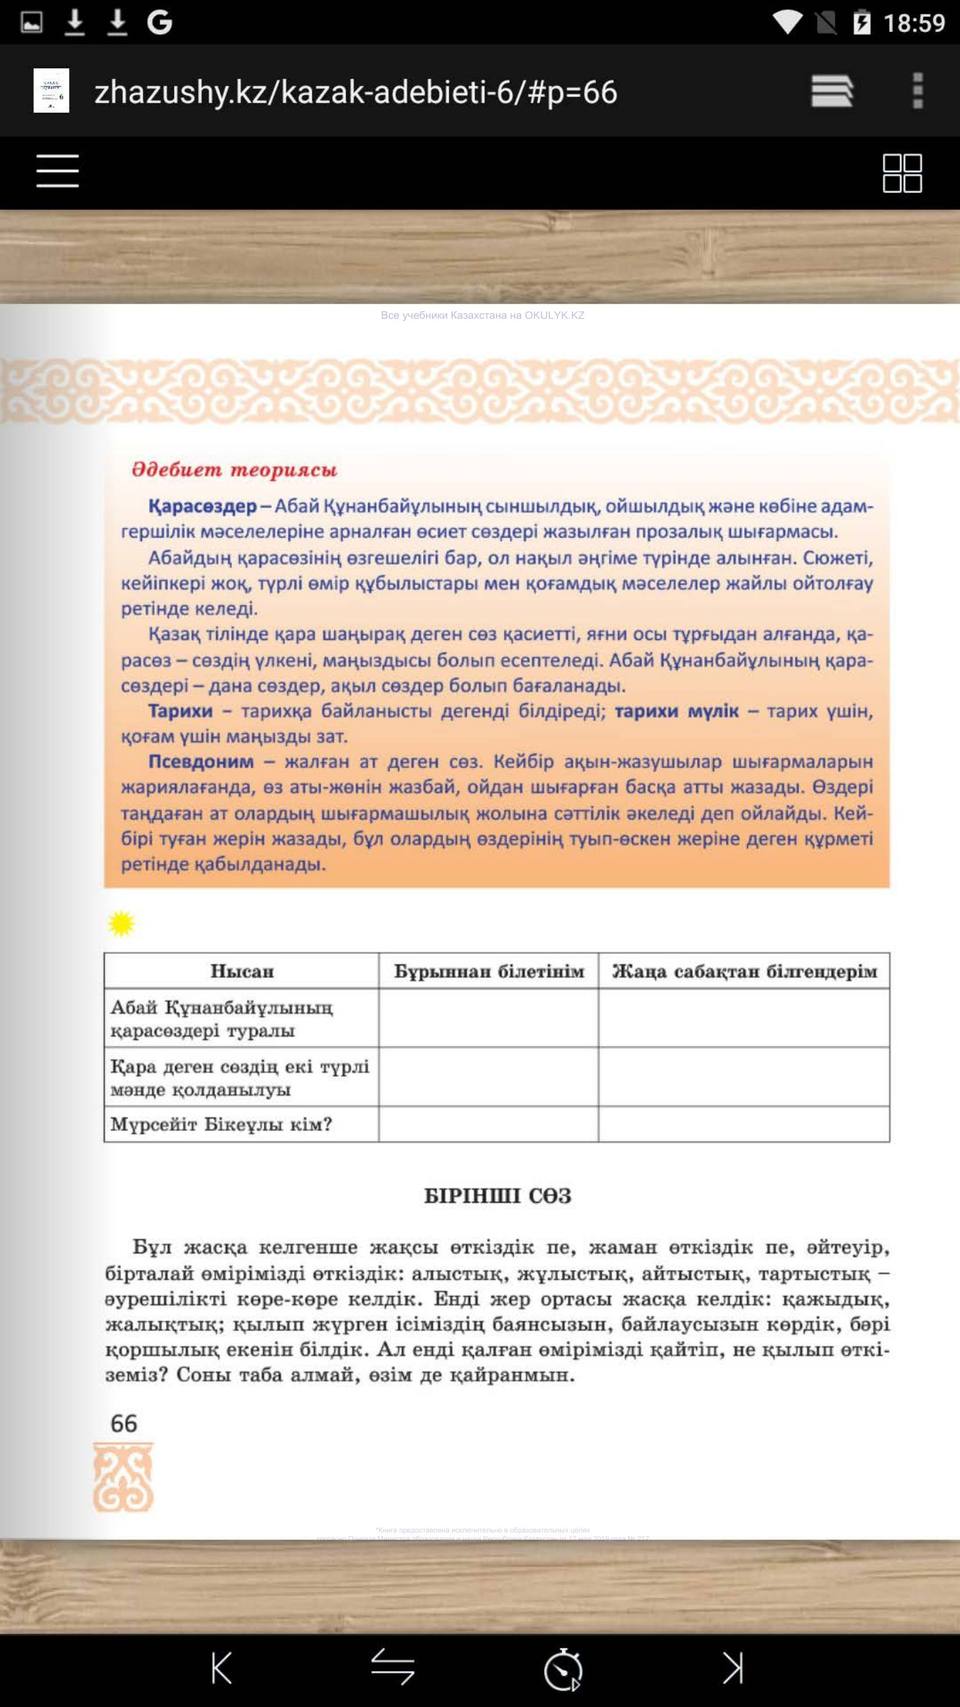 18:59
zhazushy.kz/kazak-adebieti-6/#p=66
Все учебники Казахстана на OKULYK.KZ
Әдебиет теориясы
Қарасөздер – Абай Құнанбайұлының сыншылдық, ойшылдық және көбіне адам-
гершілік мәселелеріне арналған өсиет сөздері жазылған прозалық шығармасы.
Абайдың қарасөзінің өзгешелігі бар, ол нақыл әңгіме түрінде алынған. Сюжеті,
кейіпкері жоқ, түрлі өмір құбылыстары мен қоғамдық мәселелер жайлы ойтолғау
ретінде келеді.
Қазақ тілінде қара шаңырақ деген сөз қасиетті, яғни осы тұрғыдан алғанда, қа-
расөз – сөздің үлкені, маңыздысы болып есептеледі. Абай Құнанбайұлының қара-
сөздері – дана сөздер, ақыл сөздер болып бағаланады.
Тарихи – тарихқа байланысты дегенді білдіреді; тарихи мүлік – тарих үшін,
қоғам үшін маңызды зат.
Псевдоним – жалған ат деген сөз. Кейбір ақын-жазушылар шығармаларын
жариялағанда, өз аты-жөнін жазбай, ойдан шығарған басқа атты жазады. Өздері
таңдаған ат олардың шығармашылық жолына сәттілік әкеледі деп ойлайды. Кей-
бірі туған жерін жазады, бұл олардың өздерінің туып-өскен жеріне деген құрметі
ретінде қабылданады.
Нысан Бұрыннан білетінім Жаңа сабақтан білгендерім
Абай Құнанбайұлының
қарасөздері туралы
Қара деген сөздің екі түрлі
мәнде қолданылуы
Мүрсейіт Бікеұлы кім?
БІРІНШІ СӨЗ
Бұл жасқа келгенше жақсы өткіздік пе, жаман өткіздік пе, әйтеуір,
бірталай өмірімізді өткіздік: алыстық, жұлыстық, айтыстық, тартыстық –
әурешілікті көре-көре келдік. Енді жер ортасы жасқа келдік: қажыдық,
жалықтық; қылып жүрген ісіміздің баянсызын, байлаусызын көрдік, бәрі
қоршылық екенін білдік. Ал енді қалған өмірімізді қайтіп, не қылып өткі-
земіз? Соны таба алмай, өзім де қайранмын.
66
*Книга предоставлена исключительно в образовательных целях